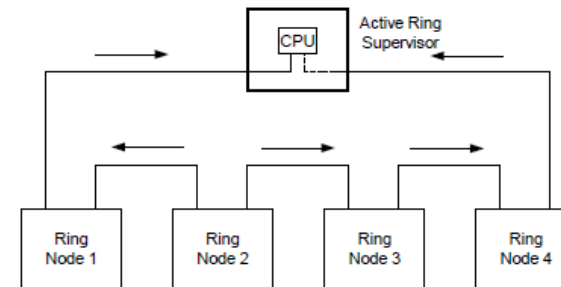 CPU
Active Ring
Supervisor
Ring
Node 1
Ring
Node 2
Ring
Node 3
Ring
Node 4